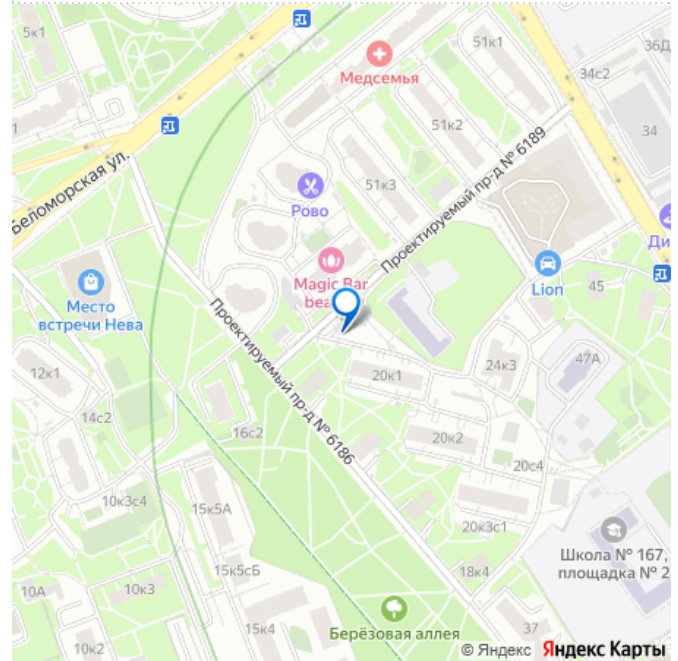 5к1
51к1
36Д
Медсемья
34с2
51к2
34
Беломорская ул.
Проектируемый пр-д № 6189
51к3
Рово
Ди
Magic Bar
bea
Lion
45
Место
встречи Нева
Проектируемый пр-д № 6186
47А
24к3
12к1
20к1
14с2
16с2
20к2
20с4
10к3с4
15к5А
20к3с1
Школа № 167,
площадка № 2
15к5сБ
18к4
10А
10к3
15к4
Берёзовая аллея
37
10к2
© Яндекс Яндекс Карты